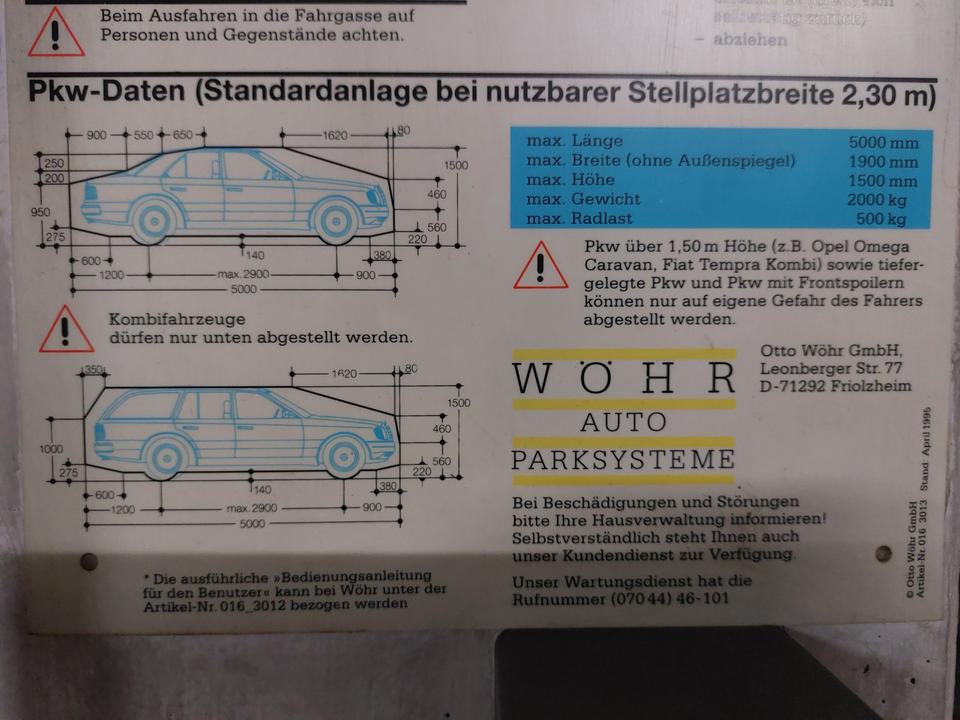 Beim Ausfahren in die Fahrgasse auf
Personen und Gegenstände achten.
– abziehen
Pkw-Daten (Standardanlage bei nutzbarer Stellplatzbreite 2,30 m)
900 550 650 1620 80
250
200
950
275
1500
460
560
220
600 140 380
1200 max. 2900 900
5000
max. Länge 5000 mm
max. Breite (ohne Außenspiegel) 1900 mm
max. Höhe 1500 mm
max. Gewicht 2000 kg
max. Radlast 500 kg
Pkw über 1,50 m Höhe (z.B. Opel Omega
Caravan, Fiat Tempra Kombi) sowie tiefer-
gelegte Pkw und Pkw mit Frontspoilern
können nur auf eigene Gefahr des Fahrers
abgestellt werden.
Kombifahrzeuge
dürfen nur unten abgestellt werden.
350 1620 80
1000
275
1500
460
560
220
600 140 380
1200 max. 2900 900
5000
WÖHR
AUTO
PARKSYSTEME
Otto Wöhr GmbH,
Leonberger Str. 77
D-71292 Friolzheim
Bei Beschädigungen und Störungen
bitte Ihre Hausverwaltung informieren!
Selbstverständlich steht Ihnen auch
unser Kundendienst zur Verfügung.
Unser Wartungsdienst hat die
Rufnummer (070 44) 46-101
* Die ausführliche »Bedienungsanleitung
für den Benutzer« kann bei Wöhr unter der
Artikel-Nr. 016_3012 bezogen werden
© Otto Wöhr GmbH
Artikel-Nr. 016 3013 Stand: April 1995